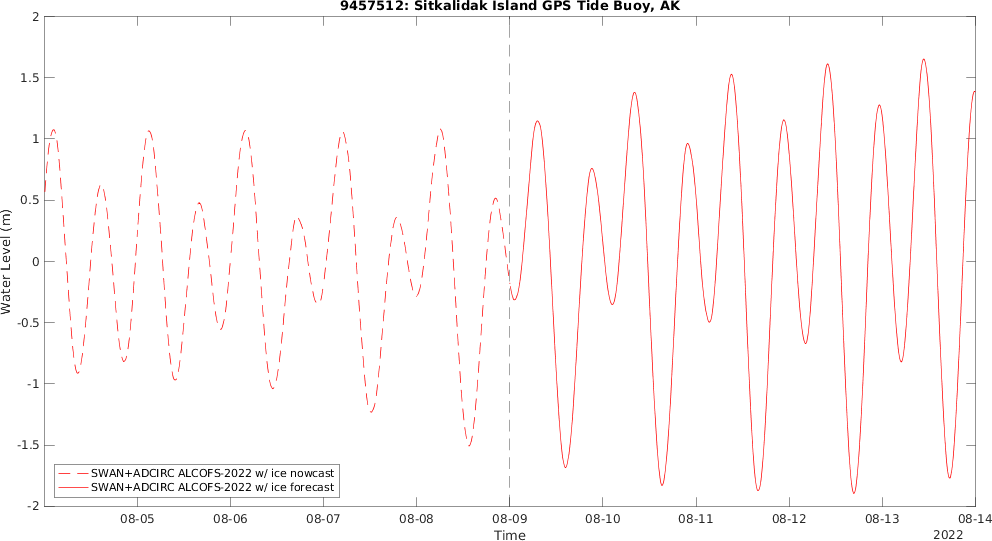 9457512: Sitkalidak Island GPS Tide Buoy, AK
2
1.5
1
0.5
0
-0.5
-1
-1.5
-2
Water Level (m)
SWAN+ADCIRC ALCOFS-2022 w/ ice nowcast
SWAN+ADCIRC ALCOFS-2022 w/ ice forecast
08-05 08-06 08-07 08-08 08-09 08-10 08-11 08-12 08-13 08-14
Time
2022